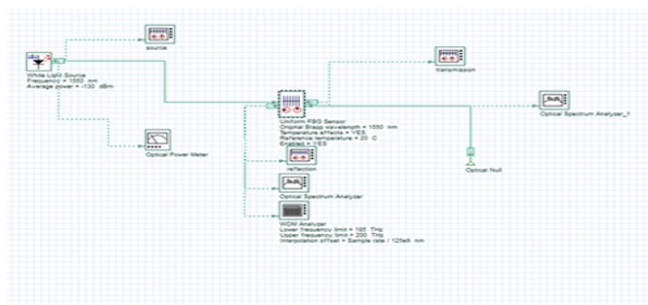 source
White Light Source
Frequency = 1550 nm
Average power = -130 dBm
Optical Power Meter
transmission
Optical Spectrum Analyzer_1
Uniform FBG Sensor
Original Bragg wavelength = 1550 nm
Temperature effects = YES
Reference temperature = 20 C
Enabled = YES
reflection
Optical Null
Optical Spectrum Analyzer
WDM Analyzer
Lower frequency limit = 185 THz
Upper frequency limit = 200 THz
Interpolation offset = Sample rate / 125e9 nm